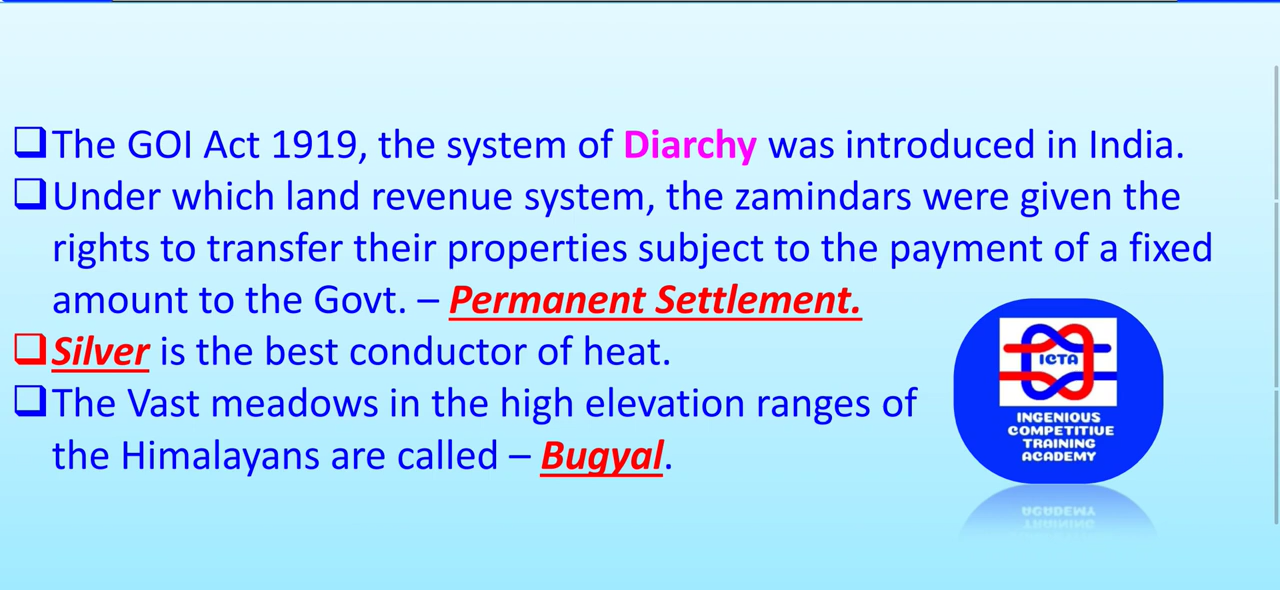 ❑The GOI Act 1919, the system of Diarchy was introduced in India.
❑Under which land revenue system, the zamindars were given the
rights to transfer their properties subject to the payment of a fixed
amount to the Govt. – Permanent Settlement.
❑Silver is the best conductor of heat.
❑The Vast meadows in the high elevation ranges of
the Himalayans are called – Bugyal.
ICTA
INGENIOUS
COMPETITIVE
TRAINING
ACADEMY